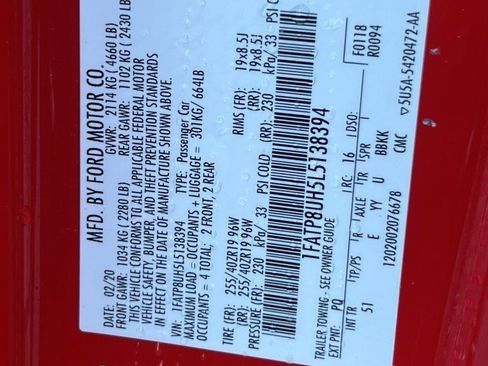 MFD. BY FORD MOTOR CO.
DATE: 02/20 GVWR: 2114 KG ( 4660 LB)
FRONT GAWR: 1034 KG ( 2280 LB) REAR GAWR: 1102 KG ( 2430 LB)
THIS VEHICLE CONFORMS TO ALL APPLICABLE FEDERAL MOTOR
VEHICLE SAFETY, BUMPER, AND THEFT PREVENTION STANDARDS
IN EFFECT ON THE DATE OF MANUFACTURE SHOWN ABOVE.
VIN: 1FATP8UH5L5138394 TYPE: Passenger Car
MAXIMUM LOAD = OCCUPANTS + LUGGAGE = 301KG/ 664LB
OCCUPANTS = 4 TOTAL: 2 FRONT, 2 REAR
TIRE (FR): 255/40ZR19 96W RIMS (FR): 19x8.5J
(RR): 255/40ZR19 96W (RR): 19x8.5J
PSI (FR): 230 kPa/ 33 PSI COLD (RR): 230 kPa/ 33 PSI COLD
1FATP8UH5L5138394
TRAILER TOWING - SEE OWNER GUIDE F0118
EXT PNT: PQ RC: 16 DSO: R0094
INT TR TP/PS R AXLE TR SPR
51 E YY U BBKK
1202002076678 CMC 5U5A-5420472-AA